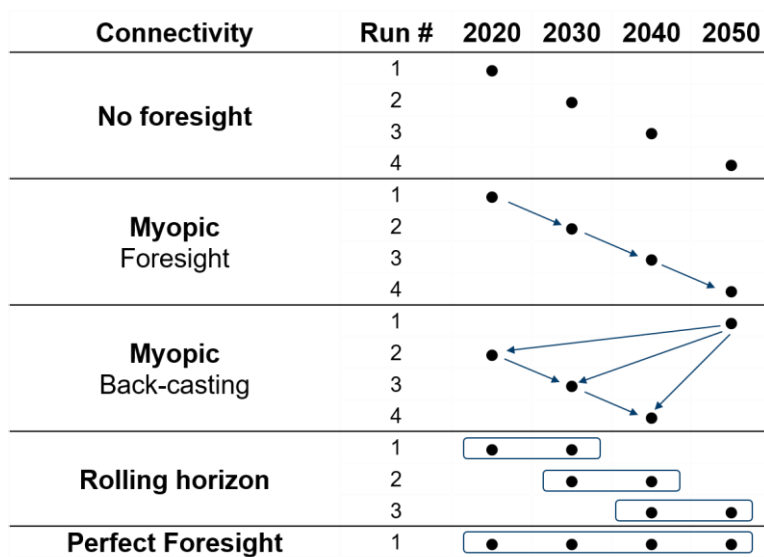 Connectivity Run # 2020 2030 2040 2050
No foresight
1
2
3
4
Myopic
Foresight
1
2
3
4
Myopic
Back-casting
1
2
3
4
Rolling horizon
1
2
3
Perfect Foresight 1